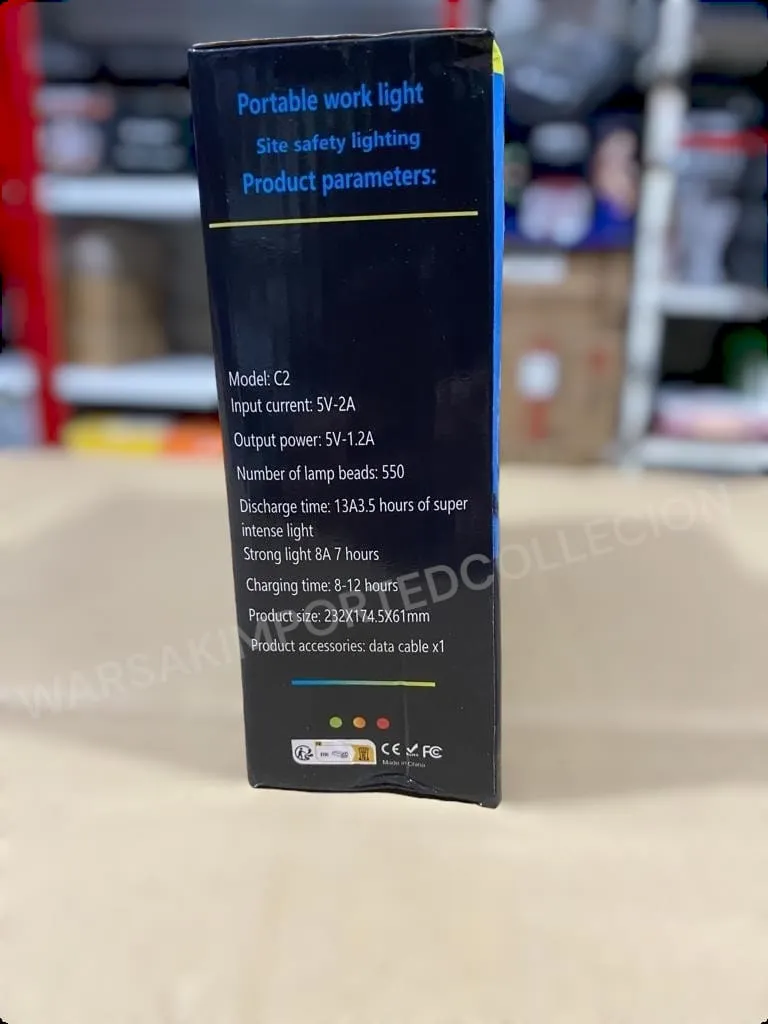 Portable work light
Site safety lighting
Product parameters:
Model: C2
Input current: 5V-2A
Output power: 5V-1.2A
Number of lamp beads: 550
Discharge time: 13A3.5 hours of super
intense light
Strong light 8A 7 hours
Charging time: 8-12 hours
Product size: 232X174.5X61mm
Product accessories: data cable x1
CE FC
Made in China
WARSAKIMPORTEDCOLLECION